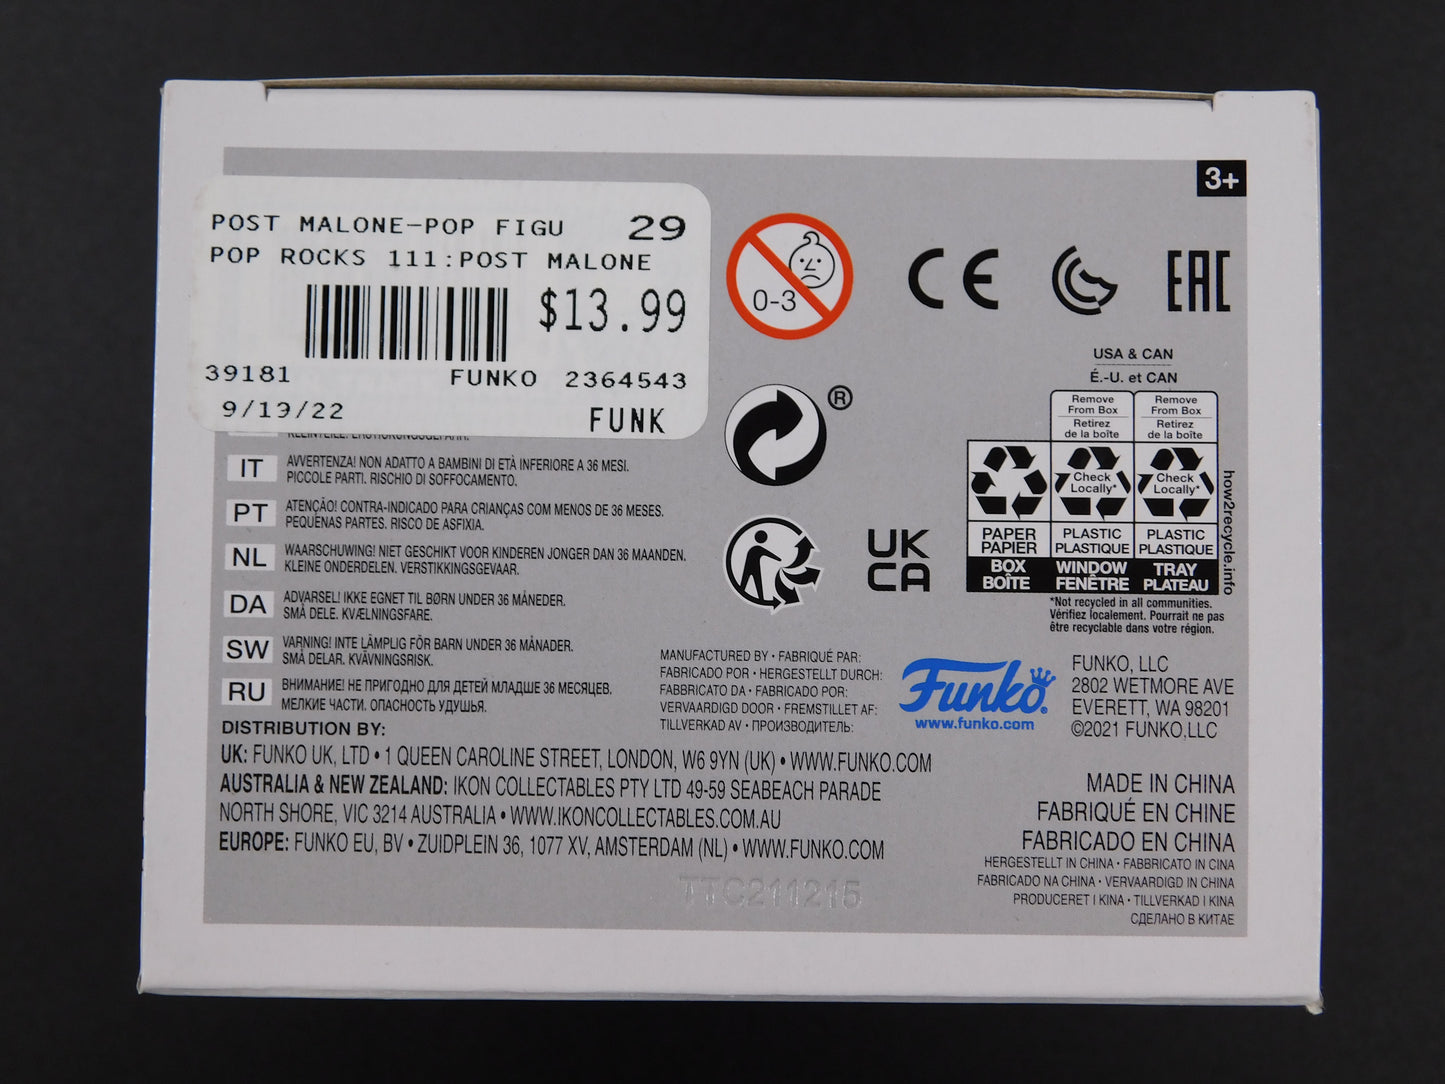 3+
POST MALONE-POP FIGU 29
POP ROCKS 111:POST MALONE
$13.99
39181 FUNKO 2364543
9/19/22 FUNK
0-3
CE
EAC
USA & CAN
É.-U. et CAN
Remove From Box
Retirez de la boîte
Remove From Box
Retirez de la boîte
Check Locally*
Check Locally*
PAPER PAPIER
PLASTIC PLASTIQUE
PLASTIC PLASTIQUE
BOX BOÎTE
WINDOW FENÊTRE
TRAY PLATEAU
how2recycle.info
*Not recycled in all communities.
Vérifiez localement. Pourrait ne pas
être recyclable dans votre région.
®
UK
CA
KLEINTEILE. ERSTICKUNGSGEFAHR.
IT AVVERTENZA! NON ADATTO A BAMBINI DI ETÀ INFERIORE A 36 MESI.
PICCOLE PARTI. RISCHIO DI SOFFOCAMENTO.
PT ATENÇÃO! CONTRA-INDICADO PARA CRIANÇAS COM MENOS DE 36 MESES.
PEQUENAS PARTES. RISCO DE ASFIXIA.
NL WAARSCHUWING! NIET GESCHIKT VOOR KINDEREN JONGER DAN 36 MAANDEN.
KLEINE ONDERDELEN. VERSTIKKINGSGEVAAR.
DA ADVARSEL! IKKE EGNET TIL BØRN UNDER 36 MÅNEDER.
SMÅ DELE. KVÆLNINGSFARE.
SW VARNING! INTE LÄMPLIG FÖR BARN UNDER 36 MÅNADER.
SMÅ DELAR. KVÄVNINGSRISK.
RU ВНИМАНИЕ! НЕ ПРИГОДНО ДЛЯ ДЕТЕЙ МЛАДШЕ 36 МЕСЯЦЕВ.
МЕЛКИЕ ЧАСТИ. ОПАСНОСТЬ УДУШЬЯ.
MANUFACTURED BY • FABRIQUÉ PAR:
FABRICADO POR • HERGESTELLT DURCH:
FABBRICATO DA • FABRICADO POR:
VERVAARDIGD DOOR • FREMSTILLET AF:
TILLVERKAD AV • ПРОИЗВОДИТЕЛЬ:
Funko®
www.funko.com
FUNKO, LLC
2802 WETMORE AVE
EVERETT, WA 98201
©2021 FUNKO,LLC
DISTRIBUTION BY:
UK: FUNKO UK, LTD • 1 QUEEN CAROLINE STREET, LONDON, W6 9YN (UK) • WWW.FUNKO.COM
AUSTRALIA & NEW ZEALAND: IKON COLLECTABLES PTY LTD 49-59 SEABEACH PARADE
NORTH SHORE, VIC 3214 AUSTRALIA • WWW.IKONCOLLECTABLES.COM.AU
EUROPE: FUNKO EU, BV • ZUIDPLEIN 36, 1077 XV, AMSTERDAM (NL) • WWW.FUNKO.COM
MADE IN CHINA
FABRIQUÉ EN CHINE
FABRICADO EN CHINA
HERGESTELLT IN CHINA • FABBRICATO IN CINA
FABRICADO NA CHINA • VERVAARDIGD IN CHINA
PRODUCERET I KINA • TILLVERKAD I KINA
СДЕЛАНО В КИТАЕ
TTC211215